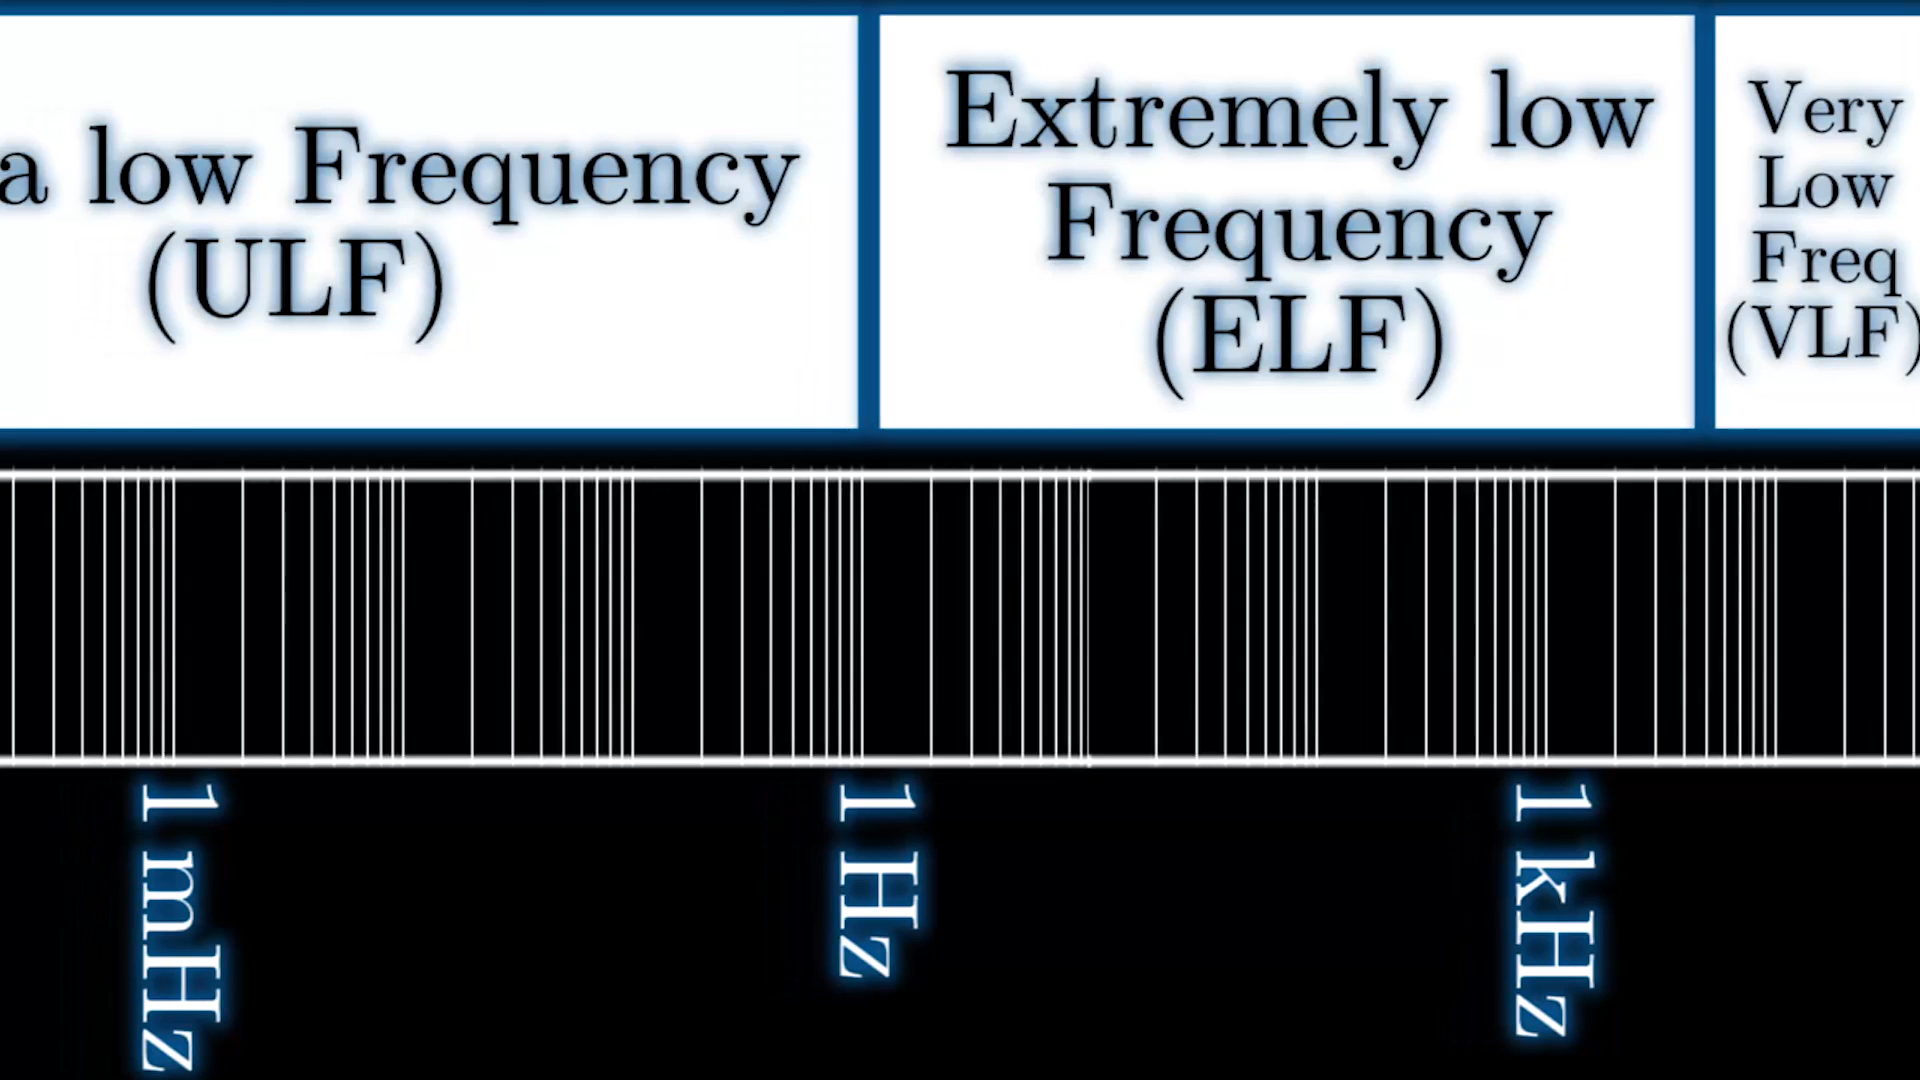 a low Frequency
(ULF)
Extremely low
Frequency
(ELF)
Very
Low
Freq
(VLF)
1 mHz
1 Hz
1 kHz